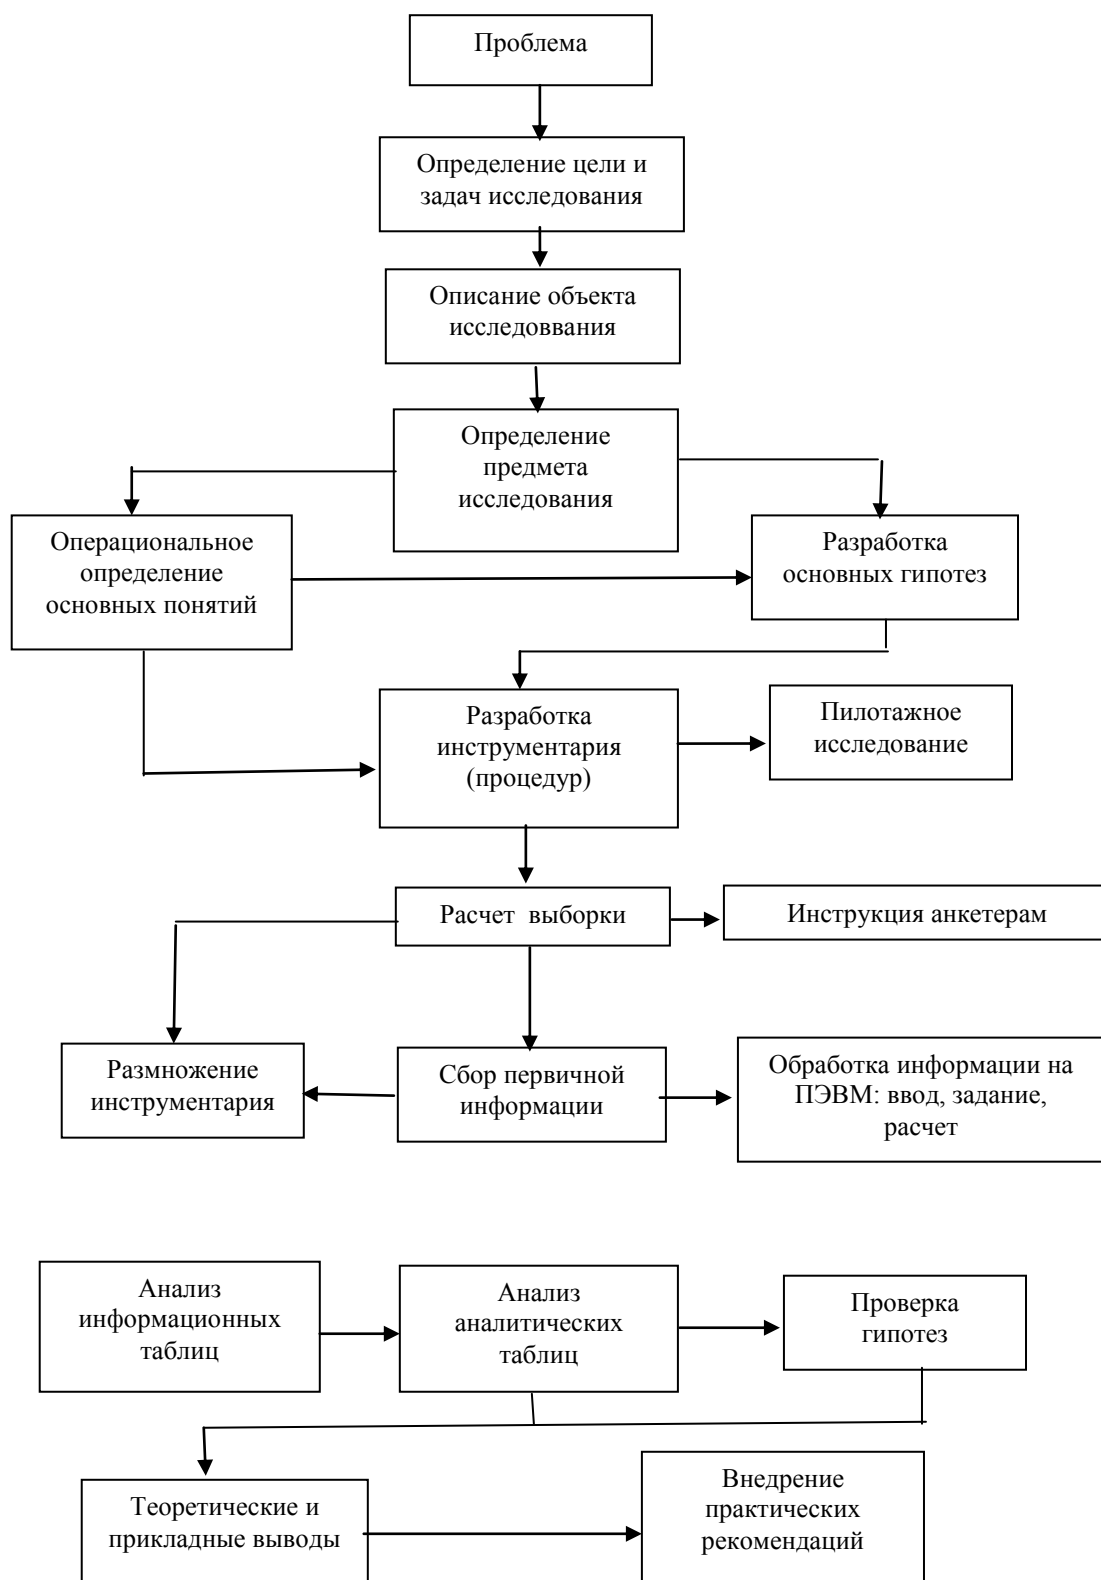 Проблема
Определение цели и
задач исследования
Описание объекта
исследоввания
Определение
предмета
исследования
Операциональное
определение
основных понятий
Разработка
основных гипотез
Разработка
инструментария
(процедур)
Пилотажное
исследование
Расчет выборки
Инструкция анкетерам
Размножение
инструментария
Сбор первичной
информации
Обработка информации на
ПЭВМ: ввод, задание,
расчет
Анализ
информационных
таблиц
Анализ
аналитических
таблиц
Проверка
гипотез
Теоретические и
прикладные выводы
Внедрение
практических
рекомендаций